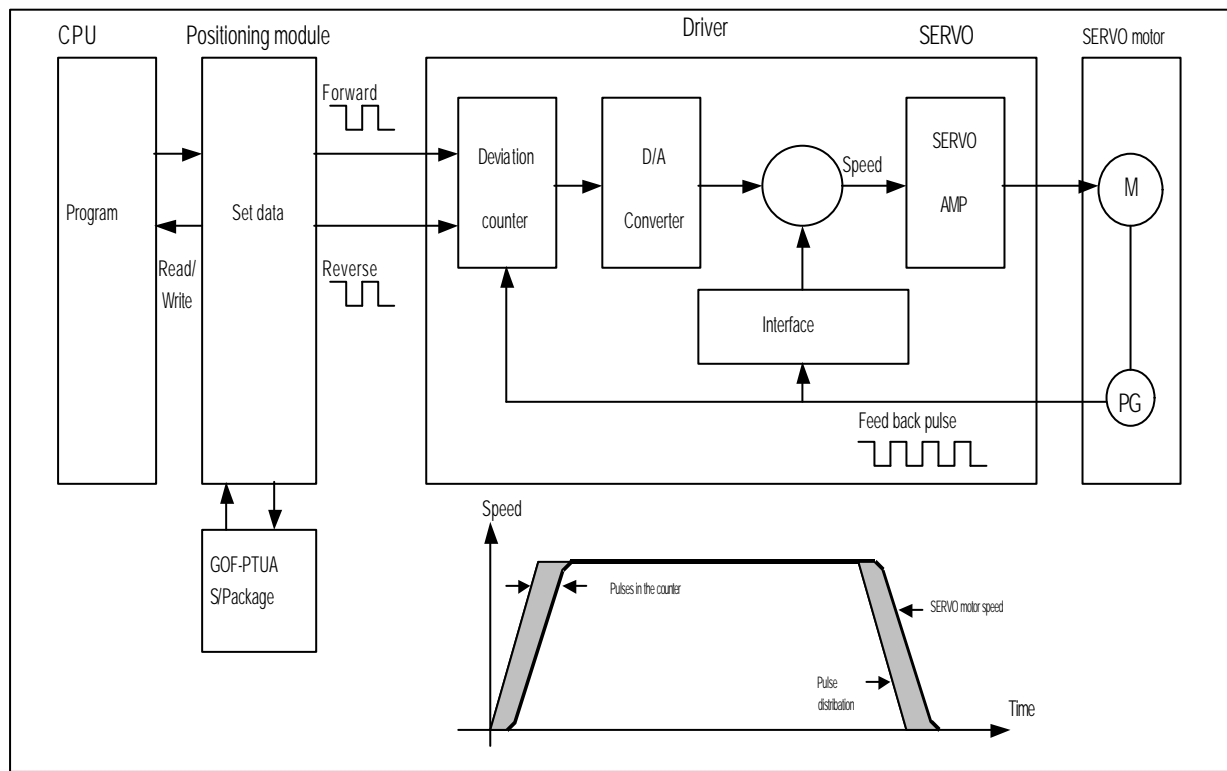 CPU
Positioning module
Driver
SERVO
SERVO motor
Forward
Deviation
counter
D/A
Converter
Speed
SERVO
AMP
M
Program
Set data
Read/
Write
Reverse
Interface
PG
Feed back pulse
GOF-PTUA
S/Package
Speed
Pulses in the counter
SERVO motor speed
Pulse
distribation
Time